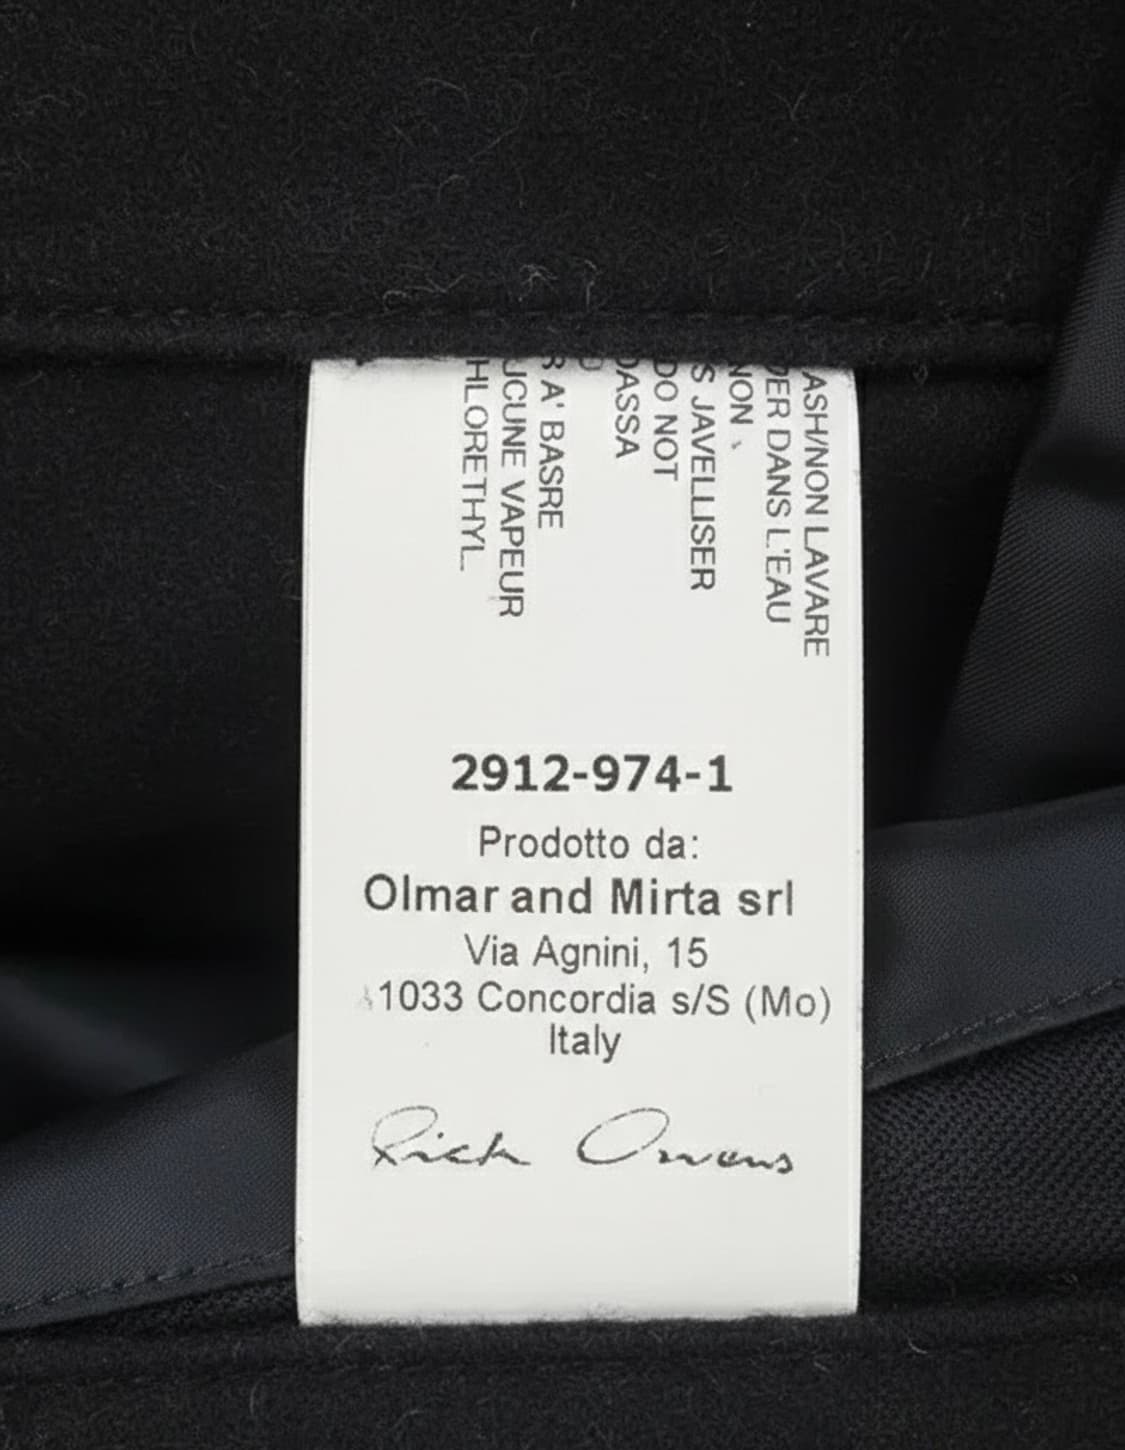 ASH/NON LAVARE
DER DANS L'EAU
NON
S JAVELLISER
DO NOT
DASSA
B A' BASRE
UCUNE VAPEUR
HLORETHYL.
2912-974-1
Prodotto da:
Olmar and Mirta srl
Via Agnini, 15
1033 Concordia s/S (Mo)
Italy
Rick Owens